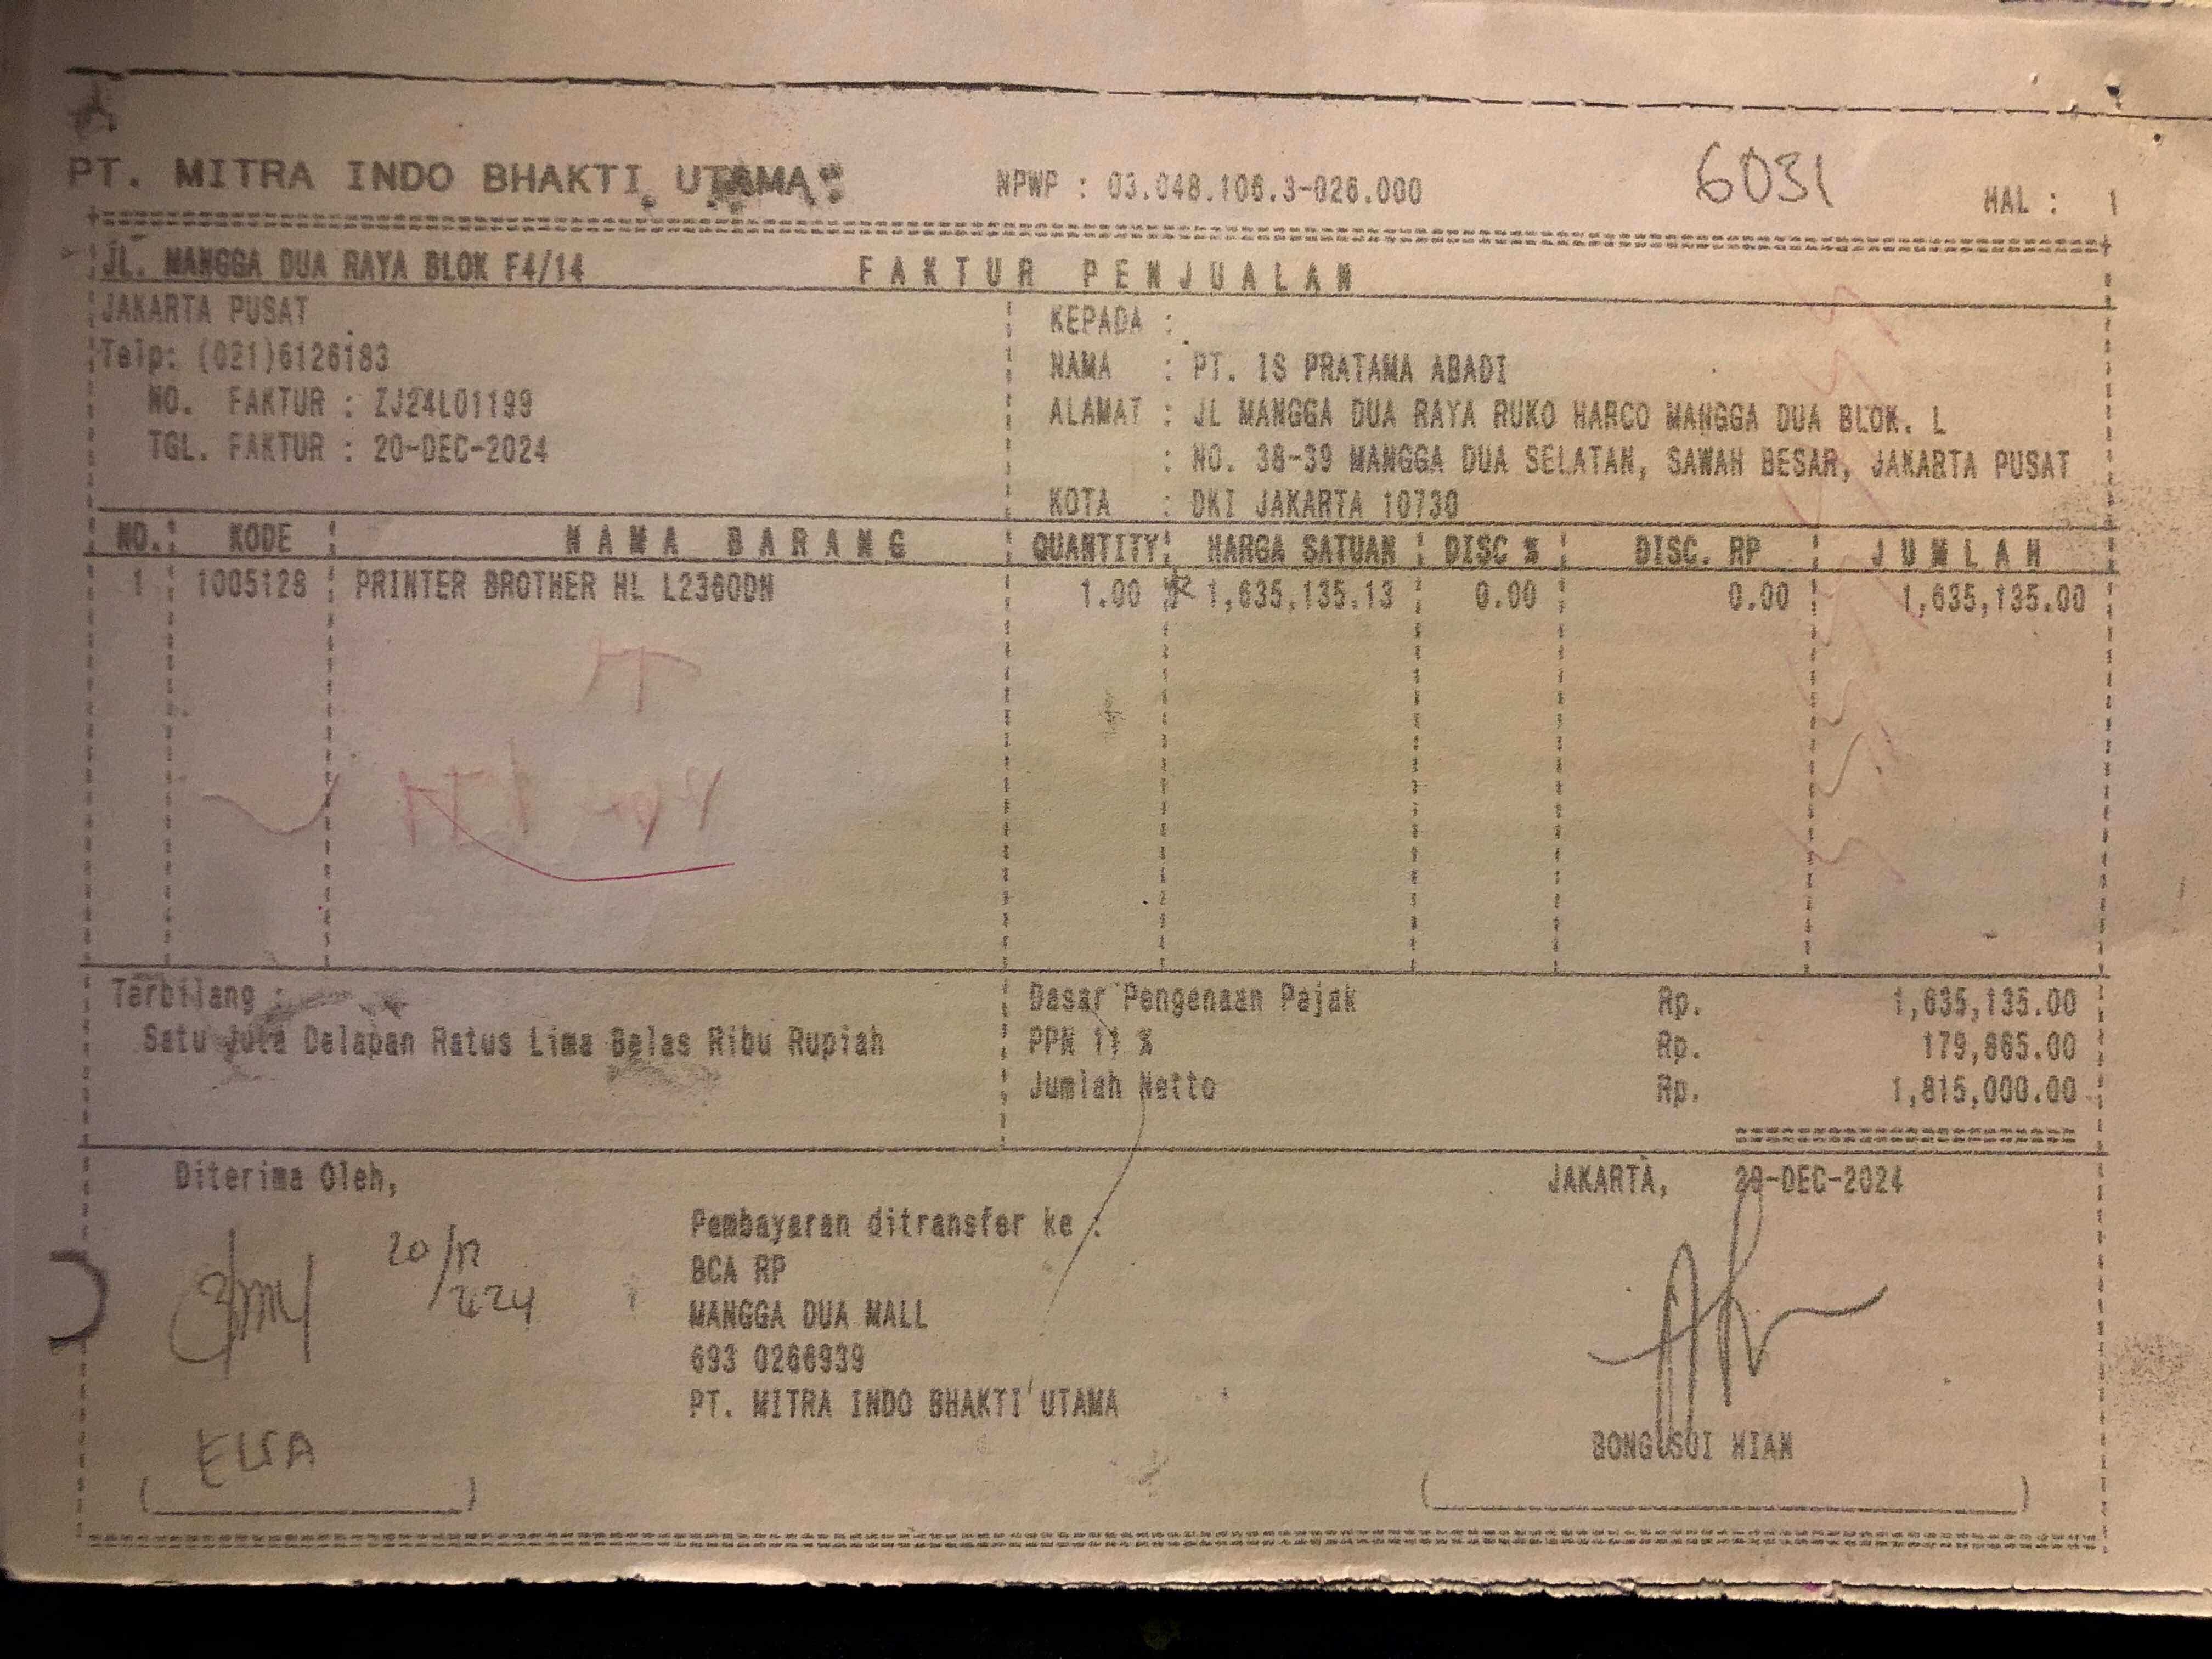 PT. MITRA INDO BHAKTI UTAMA
NPWP : 03.048.106.3-026.000
6031
HAL : 1
JL. MANGGA DUA RAYA BLOK F4/14
FAKTUR PENJUALAN
JAKARTA PUSAT
Telp: (021)6126183
NO. FAKTUR : ZJ24L01199
TGL. FAKTUR : 20-DEC-2024
KEPADA :
NAMA : PT. IS PRATAMA ABADI
ALAMAT : JL MANGGA DUA RAYA RUKO HARCO MANGGA DUA BLOK. L
: NO. 38-39 MANGGA DUA SELATAN, SAWAH BESAR, JAKARTA PUSAT
KOTA : DKI JAKARTA 10730
NO. KODE NAMA BARANG QUANTITY HARGA SATUAN DISC % DISC. RP JUMLAH
1 1005128 PRINTER BROTHER HL L2360DN 1.00 1,635,135.13 0.00 0.00 1,635,135.00
Terbilang :
Satu Juta Delapan Ratus Lima Belas Ribu Rupiah
Dasar Pengenaan Pajak Rp. 1,635,135.00
PPN 11 % Rp. 179,865.00
Jumlah Netto Rp. 1,815,000.00
Diterima Oleh,
JAKARTA, 20-DEC-2024
20/12
Pembayaran ditransfer ke :
BCA RP
MANGGA DUA MALL
693 0266939
PT. MITRA INDO BHAKTI UTAMA
BONGUSOI HIAN